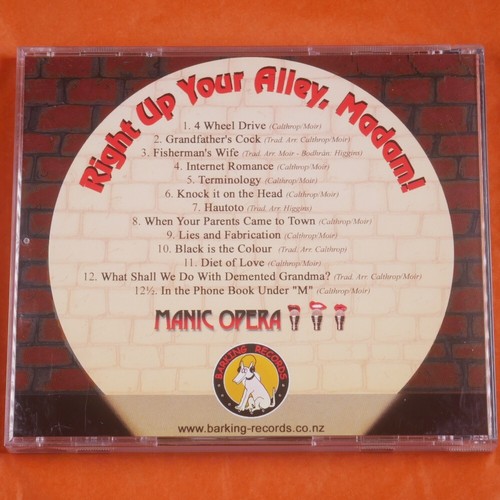 Right Up Your Alley, Madam!
1. 4 Wheel Drive (Calthrop/Moir)
2. Grandfather's Cock (Trad. Arr. Calthrop/Moir)
3. Fisherman's Wife (Trad. Arr. Moir - Bodhrán: Higgins)
4. Internet Romance (Calthrop/Moir)
5. Terminology (Calthrop/Moir)
6. Knock it on the Head (Calthrop/Moir)
7. Hautoto (Trad. Arr. Higgins)
8. When Your Parents Came to Town (Calthrop/Moir)
9. Lies and Fabrication (Calthrop/Moir)
10. Black is the Colour (Trad. Arr. Calthrop)
11. Diet of Love (Calthrop/Moir)
12. What Shall We Do With Demented Grandma? (Trad. Arr. Calthrop/Moir)
12½. In the Phone Book Under "M" (Calthrop/Moir)
MANIC OPERA
BARKING RECORDS
www.barking-records.co.nz